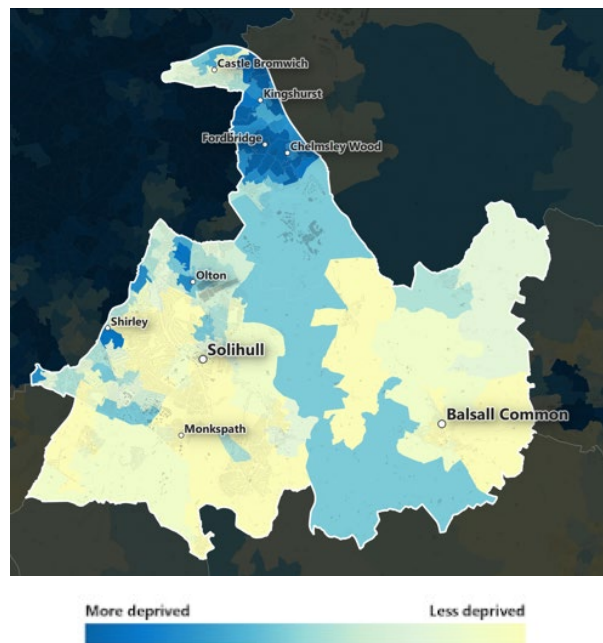 Castle Bromwich
Kingshurst
Fordbridge
Chelmsley Wood
Olton
Shirley
Solihull
Balsall Common
Monkspath
More deprived
Less deprived